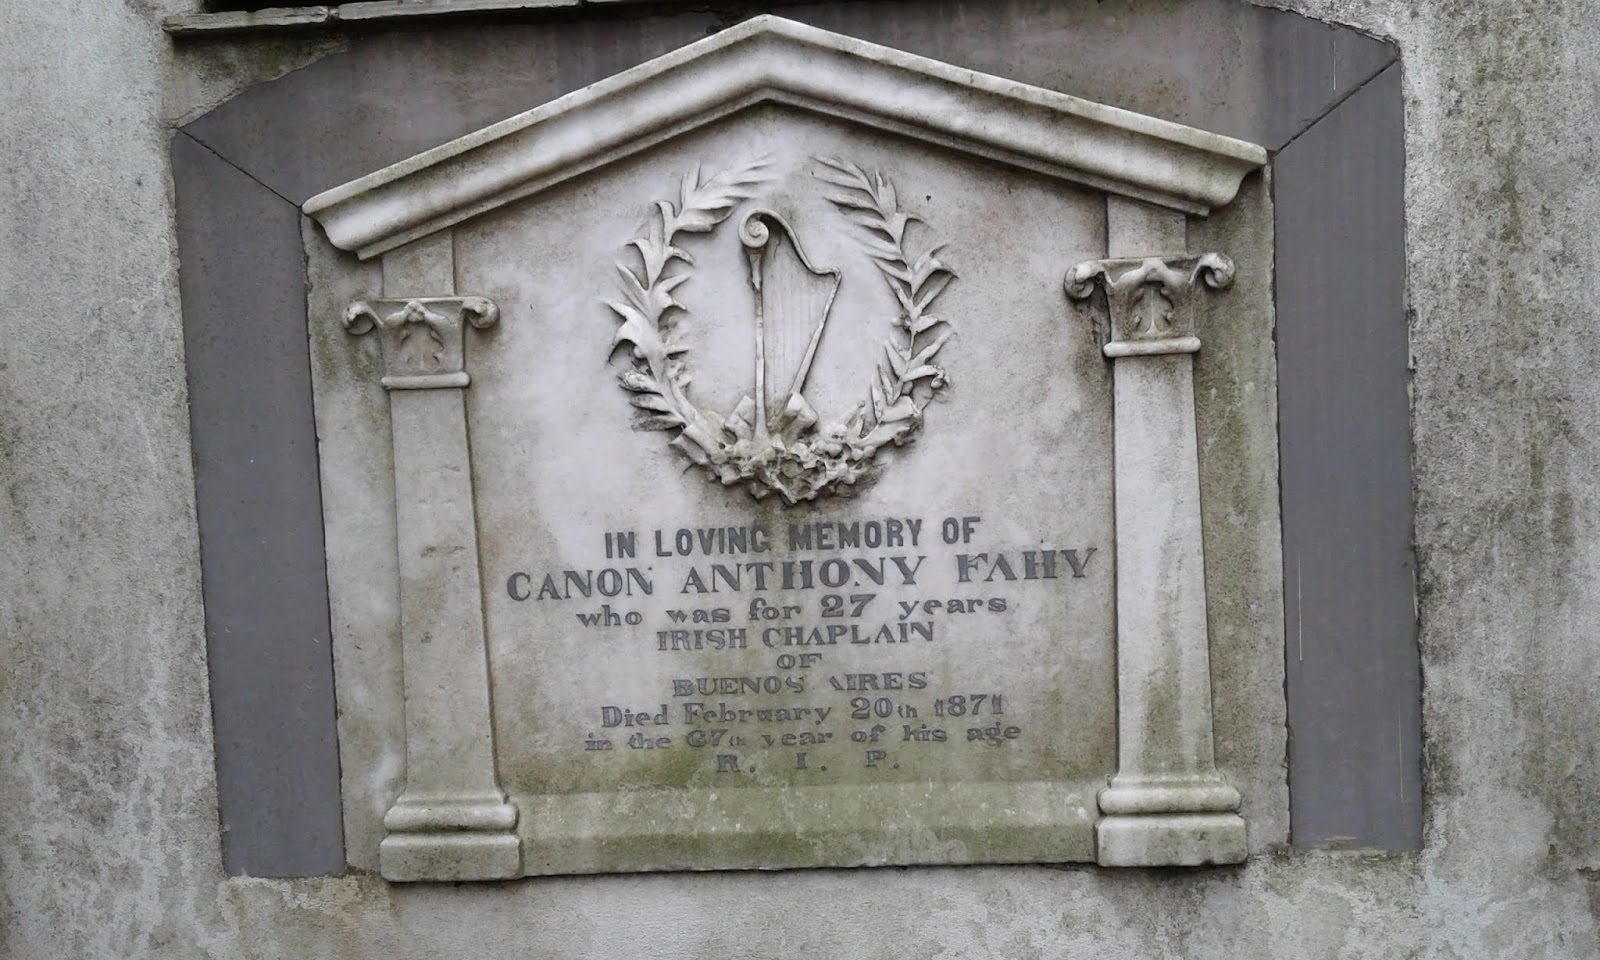 IN LOVING MEMORY OF
CANON ANTHONY FAHY
who was for 27 years
IRISH CHAPLAIN
OF
BUENOS AIRES
Died February 20th 1871
in the 67th year of his age
R. I. P.